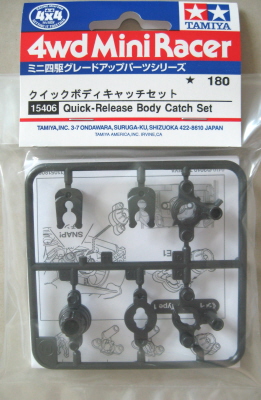 4x4
TAMIYA
4wd Mini Racer
ミニ四駆グレードアップパーツシリーズ
★ 180
クイックボディキャッチセット
15406 Quick-Release Body Catch Set
TAMIYA, INC. 3-7 ONDAWARA, SURUGA-KU, SHIZUOKA 422-8610 JAPAN
TAMIYA AMERICA, INC. IRVINE, CA
SNAP!
Type 1